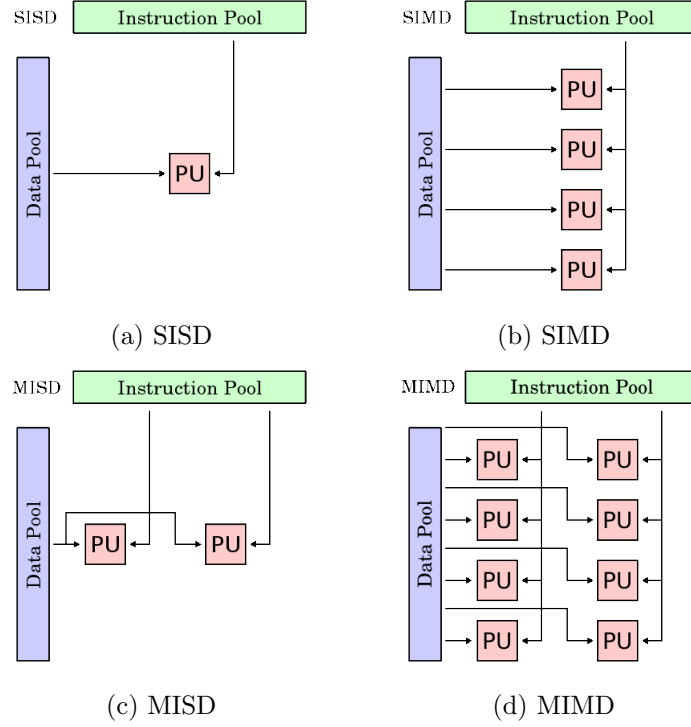 SISD Instruction Pool
Data Pool
PU
(a) SISD
SIMD Instruction Pool
Data Pool
PU
PU
PU
PU
(b) SIMD
MISD Instruction Pool
Data Pool
PU PU
(c) MISD
MIMD Instruction Pool
Data Pool
PU PU
PU PU
PU PU
PU PU
(d) MIMD